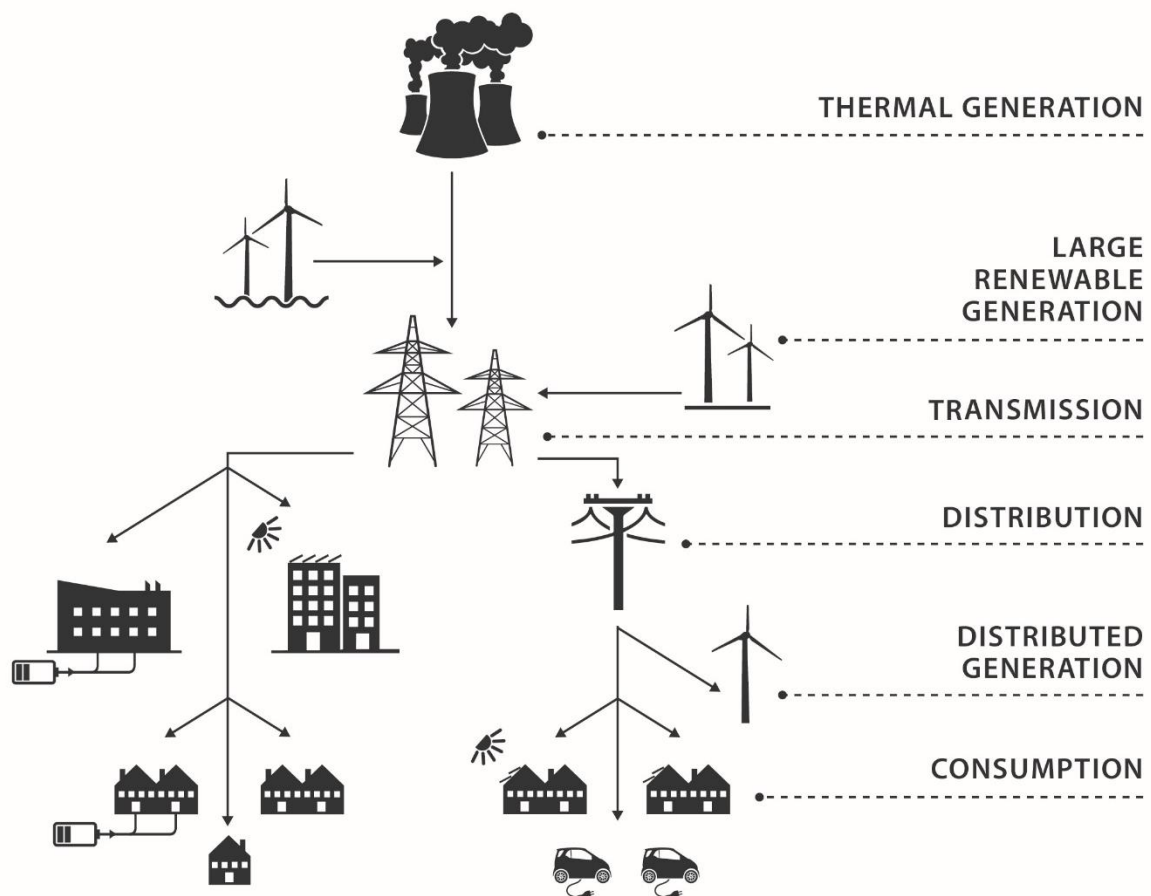 THERMAL GENERATION
LARGE
RENEWABLE
GENERATION
TRANSMISSION
DISTRIBUTION
DISTRIBUTED
GENERATION
CONSUMPTION